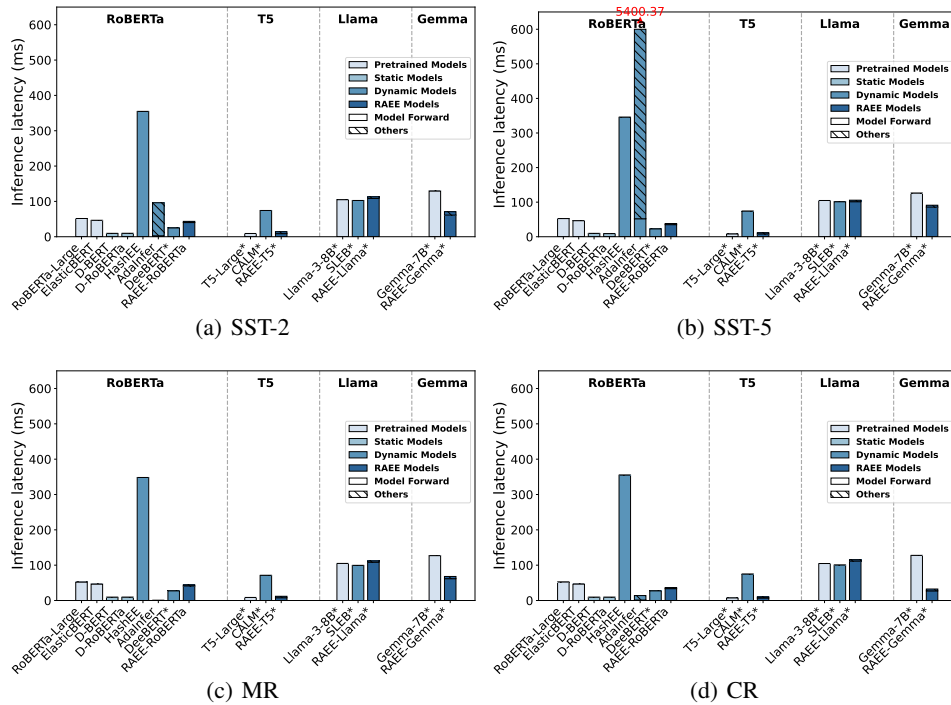 RoBERTa T5 Llama Gemma
Inference latency (ms)
600
500
400
300
200
100
0
Pretrained Models
Static Models
Dynamic Models
RAEE Models
Model Forward
Others
RoBERTa-Large
ElasticBERT
D-BERT
D-RoBERTa
HashEE
AdaInfer
DeeBERT*
RAEE-RoBERTa
T5-Large*
CALM*
RAEE-T5*
Llama-3-8B*
SLEB*
RAEE-Llama*
Gemma-7B*
RAEE-Gemma*
(a) SST-2
5400.37
RoBERTa T5 Llama Gemma
Inference latency (ms)
600
500
400
300
200
100
0
Pretrained Models
Static Models
Dynamic Models
RAEE Models
Model Forward
Others
RoBERTa-Large
ElasticBERT
D-BERT
D-RoBERTa
HashEE
AdaInfer
DeeBERT*
RAEE-RoBERTa
T5-Large*
CALM*
RAEE-T5*
Llama-3-8B*
SLEB*
RAEE-Llama*
Gemma-7B*
RAEE-Gemma*
(b) SST-5
RoBERTa T5 Llama Gemma
Inference latency (ms)
600
500
400
300
200
100
0
Pretrained Models
Static Models
Dynamic Models
RAEE Models
Model Forward
Others
RoBERTa-Large
ElasticBERT
D-BERT
D-RoBERTa
HashEE
AdaInfer
DeeBERT*
RAEE-RoBERTa
T5-Large*
CALM*
RAEE-T5*
Llama-3-8B*
SLEB*
RAEE-Llama*
Gemma-7B*
RAEE-Gemma*
(c) MR
RoBERTa T5 Llama Gemma
Inference latency (ms)
600
500
400
300
200
100
0
Pretrained Models
Static Models
Dynamic Models
RAEE Models
Model Forward
Others
RoBERTa-Large
ElasticBERT
D-BERT
D-RoBERTa
HashEE
AdaInfer
DeeBERT*
RAEE-RoBERTa
T5-Large*
CALM*
RAEE-T5*
Llama-3-8B*
SLEB*
RAEE-Llama*
Gemma-7B*
RAEE-Gemma*
(d) CR